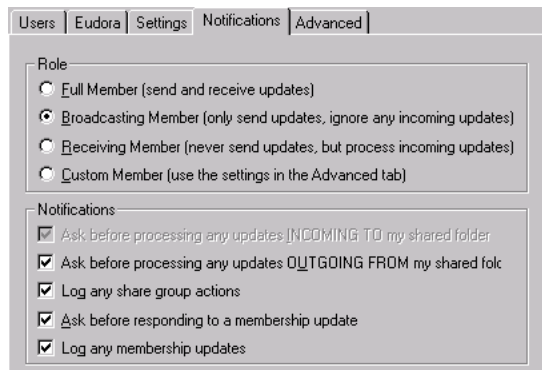 Users Eudora Settings Notifications Advanced
Role
Full Member (send and receive updates)
Broadcasting Member (only send updates, ignore any incoming updates)
Receiving Member (never send updates, but process incoming updates)
Custom Member (use the settings in the Advanced tab)
Notifications
Ask before processing any updates INCOMING TO my shared folder
Ask before processing any updates OUTGOING FROM my shared folc
Log any share group actions
Ask before responding to a membership update
Log any membership updates